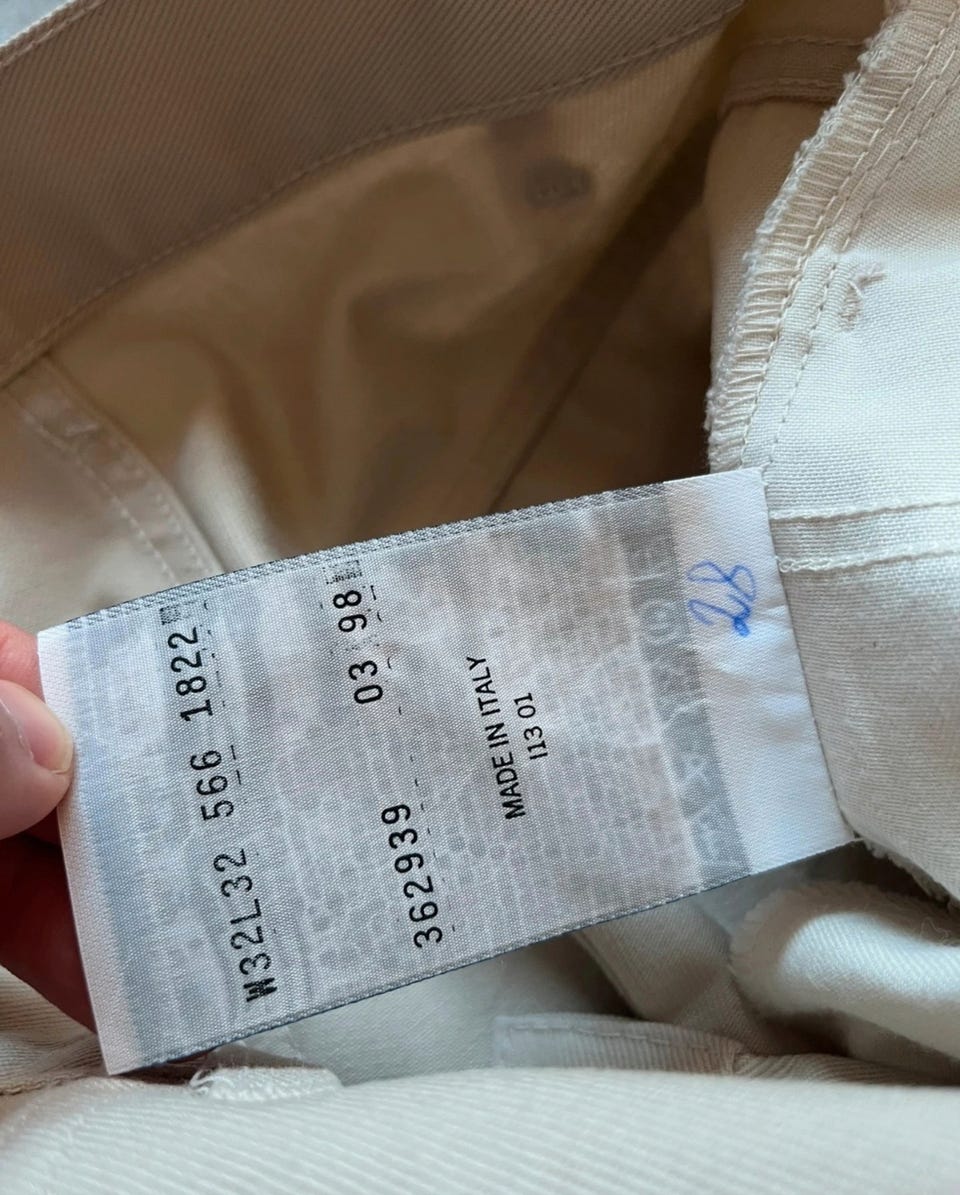 W32L32 566 1822
362939 03 98
MADE IN ITALY
I13 01
28